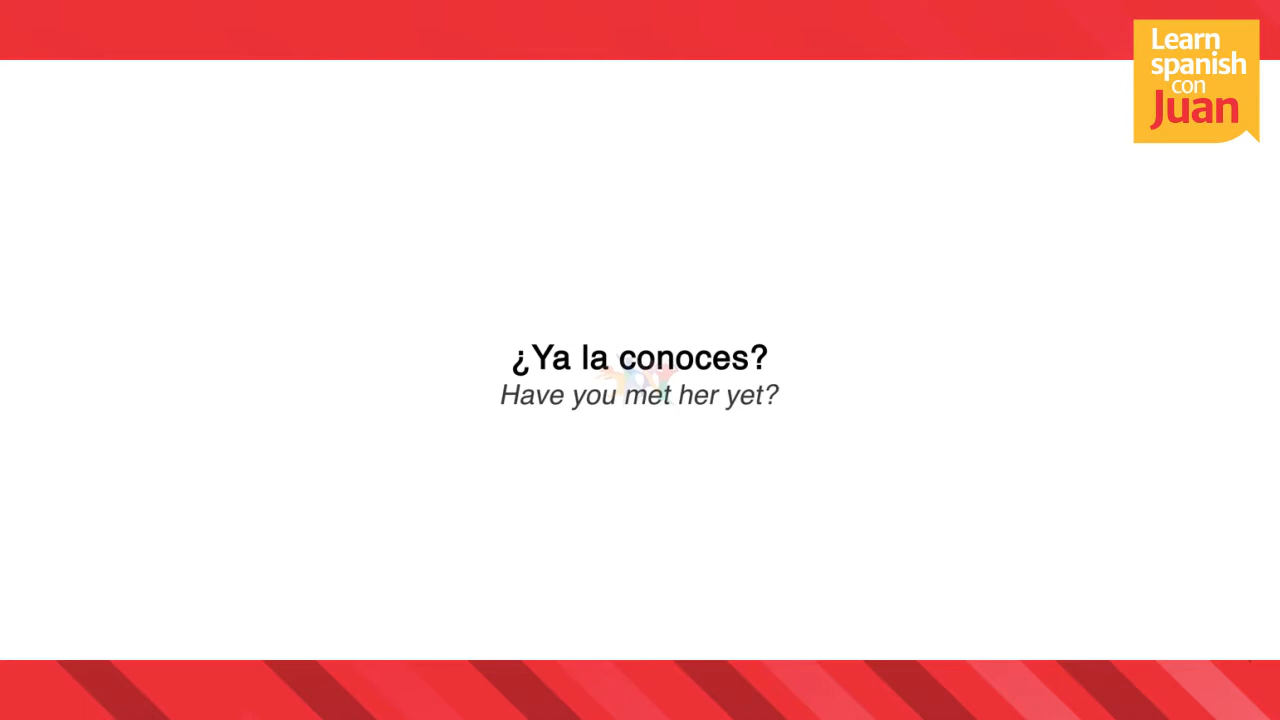 Learn
spanish
con
Juan
¿Ya la conoces?
Have you met her yet?